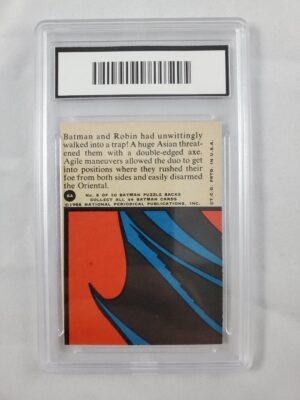 Batman and Robin had unwittingly
walked into a trap! A huge Asian threat-
ened them with a double-edged axe.
Agile maneuvers allowed the duo to get
into positions where they rushed their
foe from both sides and easily disarmed
the Oriental.
©T.C.G. PRTD. IN U.S.A.
No. 4 OF 20 BATMAN PUZZLE BACKS
COLLECT ALL 44 BATMAN CARDS
©1966 NATIONAL PERIODICAL PUBLICATIONS, INC.